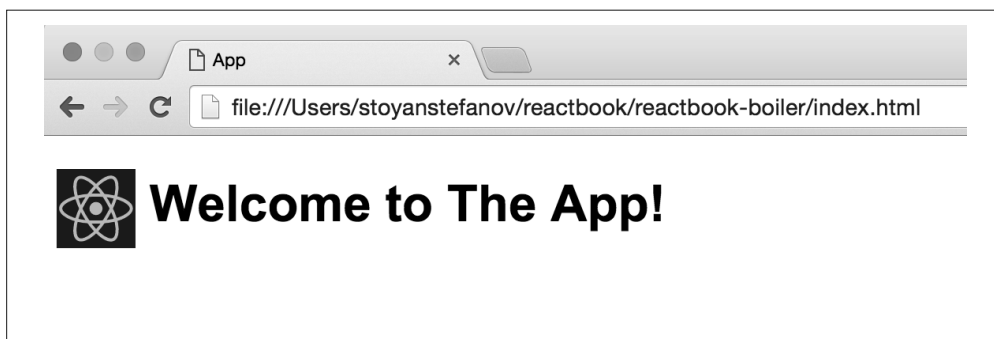 App
file:///Users/stoyanstefanov/reactbook/reactbook-boiler/index.html
Welcome to The App!